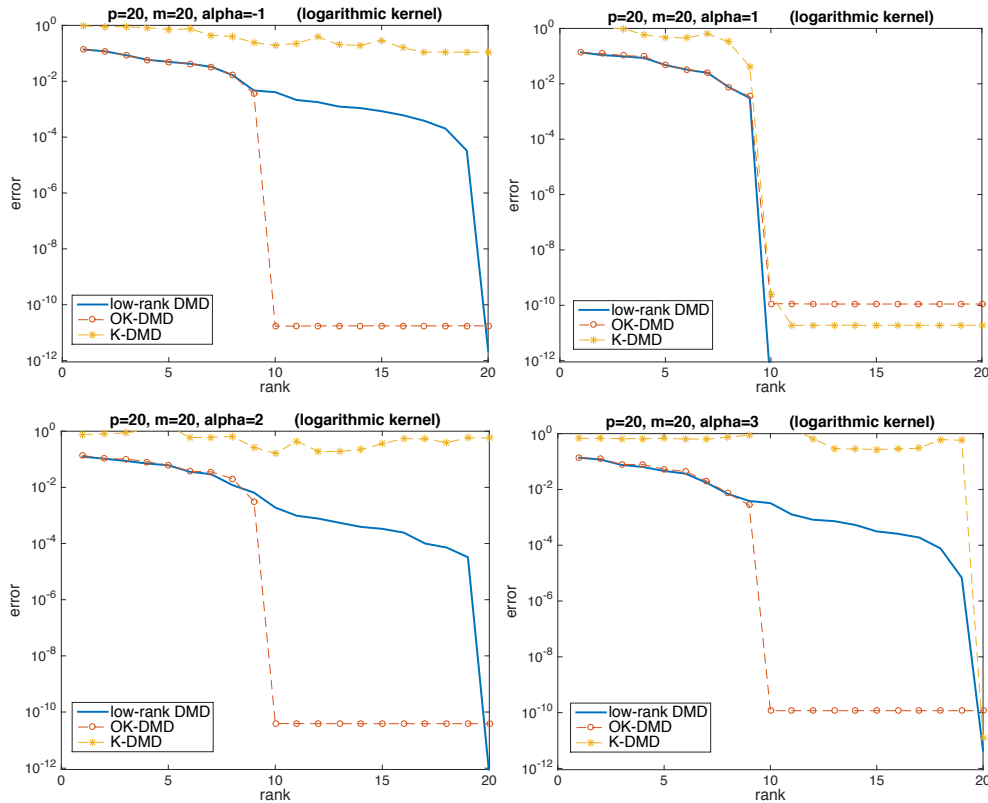 p=20, m=20, alpha=-1 (logarithmic kernel)
10^0
10^-2
10^-4
10^-6
10^-8
10^-10
10^-12
error
low-rank DMD
OK-DMD
K-DMD
0 5 10 15 20
rank
p=20, m=20, alpha=1 (logarithmic kernel)
10^0
10^-2
10^-4
10^-6
10^-8
10^-10
10^-12
error
low-rank DMD
OK-DMD
K-DMD
0 5 10 15 20
rank
p=20, m=20, alpha=2 (logarithmic kernel)
10^0
10^-2
10^-4
10^-6
10^-8
10^-10
10^-12
error
low-rank DMD
OK-DMD
K-DMD
0 5 10 15 20
rank
p=20, m=20, alpha=3 (logarithmic kernel)
10^0
10^-2
10^-4
10^-6
10^-8
10^-10
10^-12
error
low-rank DMD
OK-DMD
K-DMD
0 5 10 15 20
rank